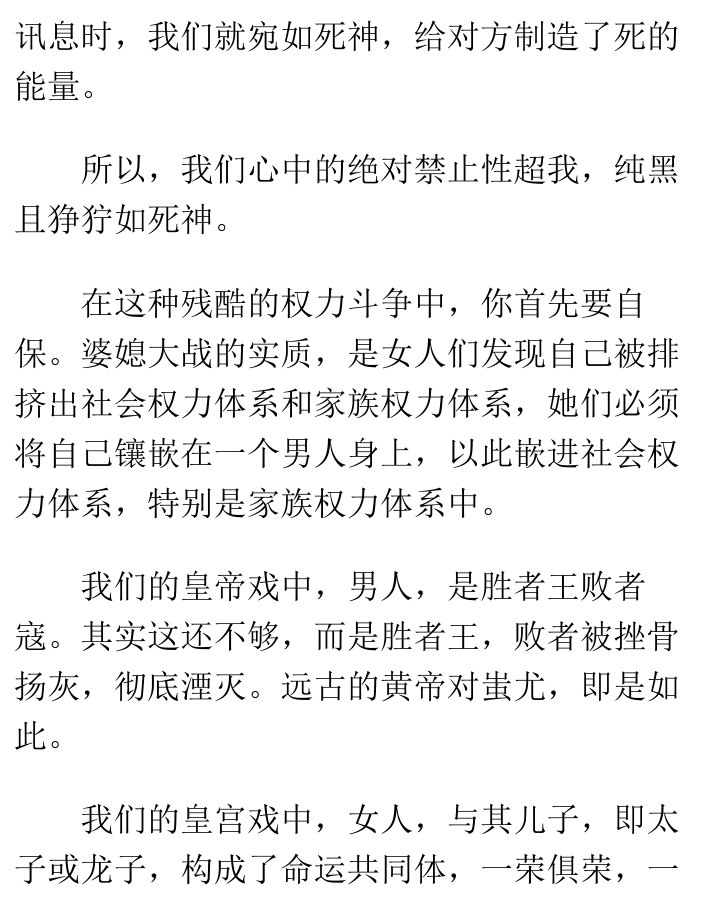 讯息时，我们就宛如死神，给对方制造了死的
能量。
所以，我们心中的绝对禁止性超我，纯黑
且狰狞如死神。
在这种残酷的权力斗争中，你首先要自
保。婆媳大战的实质，是女人们发现自己被排
挤出社会权力体系和家族权力体系，她们必须
将自己镶嵌在一个男人身上，以此嵌进社会权
力体系，特别是家族权力体系中。
我们的皇帝戏中，男人，是胜者王败者
寇。其实这还不够，而是胜者王，败者被挫骨
扬灰，彻底湮灭。远古的黄帝对蚩尤，即是如
此。
我们的皇宫戏中，女人，与其儿子，即太
子或龙子，构成了命运共同体，一荣俱荣，一